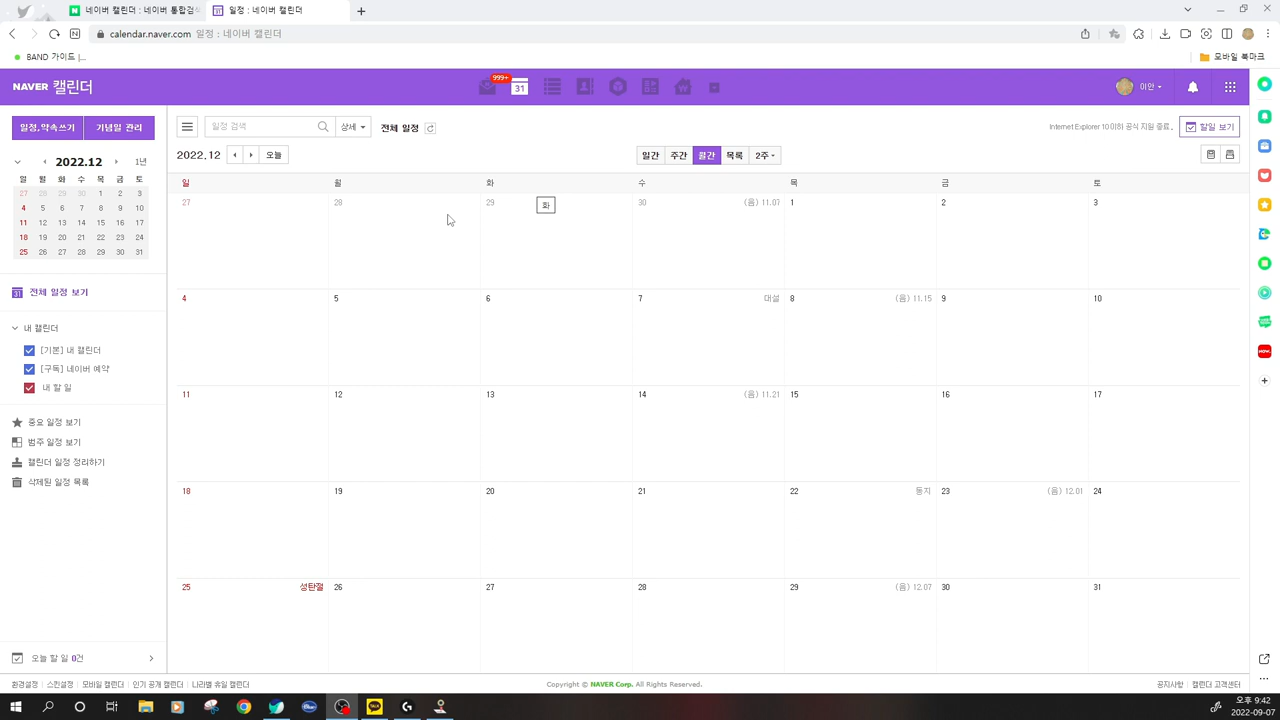 네이버 캘린더 : 네이버 통합검색
일정 : 네이버 캘린더
calendar.naver.com 일정 : 네이버 캘린더
BAND 가이드 |...
모바일 북마크
NAVER 캘린더
999+
31
이안
일정,약속쓰기
기념일 관리
2022.12
1년
일 월 화 수 목 금 토
27 28 29 30 1 2 3
4 5 6 7 8 9 10
11 12 13 14 15 16 17
18 19 20 21 22 23 24
25 26 27 28 29 30 31
전체 일정 보기
내 캘린더
[기본] 내 캘린더
[구독] 네이버 예약
내 할 일
중요 일정 보기
범주 일정 보기
캘린더 일정 정리하기
삭제된 일정 목록
오늘 할 일 0건
일정 검색
상세
전체 일정
Internet Explorer 10이하 공식 지원 종료.
할일 보기
2022.12
오늘
일간 주간 월간 목록 2주
일 월 화 수 목 금 토
27 28 29 화 30 (음) 11.07 1 2 3
4 5 6 7 대설 8 (음) 11.15 9 10
11 12 13 14 (음) 11.21 15 16 17
18 19 20 21 22 동지 23 (음) 12.01 24
25 성탄절 26 27 28 29 (음) 12.07 30 31
NOW.
환경설정 | 스킨설정 | 모바일 캘린더 | 인기 공개 캘린더 | 나라별 휴일 캘린더
Copyright © NAVER Corp. All Rights Reserved.
공지사항 | 캘린더 고객센터
TALK
오후 9:42
2022-09-07